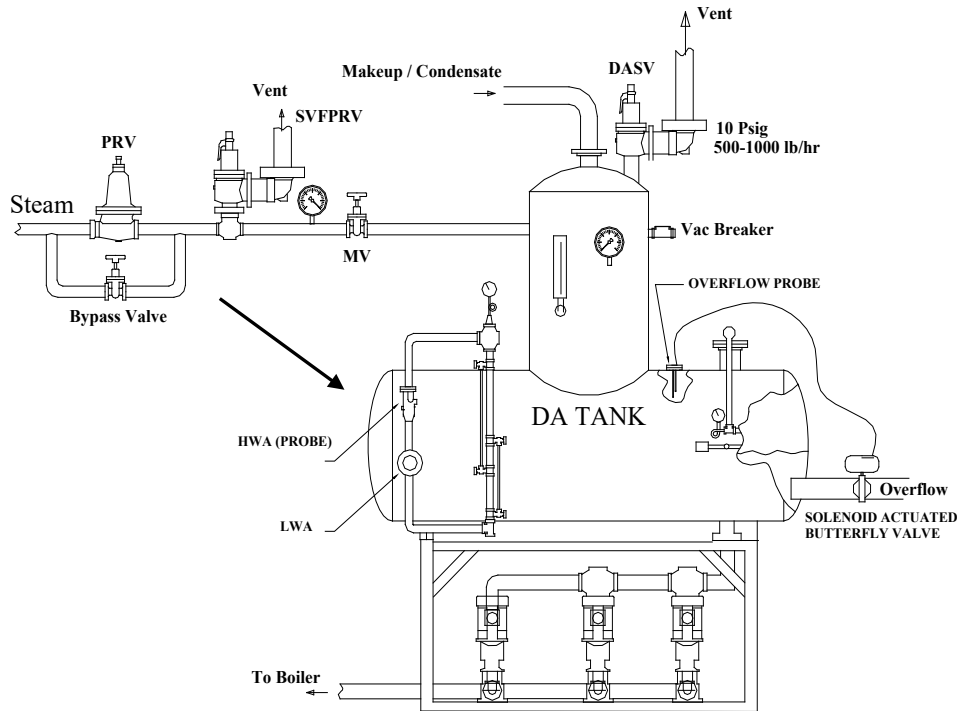 Vent
Makeup / Condensate
DASV
Vent
SVFPRV
PRV
10 Psig
500-1000 lb/hr
Steam
MV
Vac Breaker
Bypass Valve
OVERFLOW PROBE
DA TANK
HWA (PROBE)
LWA
Overflow
SOLENOID ACTUATED
BUTTERFLY VALVE
To Boiler